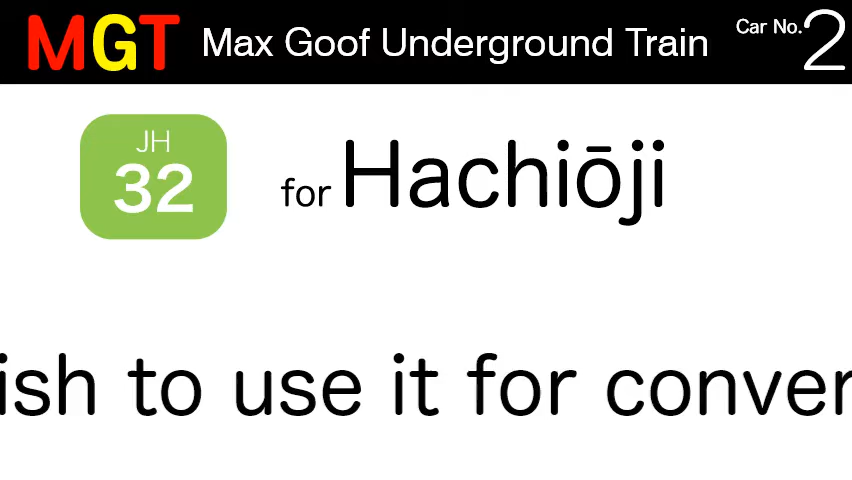 MGT Max Goof Underground Train Car No. 2
JH
32
for Hachiōji
ish to use it for conver